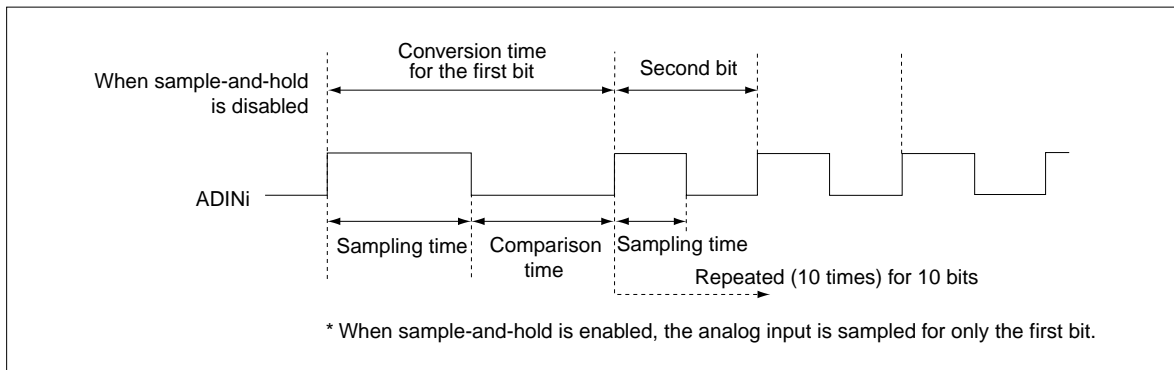 Conversion time
for the first bit
Second bit
When sample-and-hold
is disabled
ADINi
Sampling time
Comparison
time
Sampling time
Repeated (10 times) for 10 bits
* When sample-and-hold is enabled, the analog input is sampled for only the first bit.